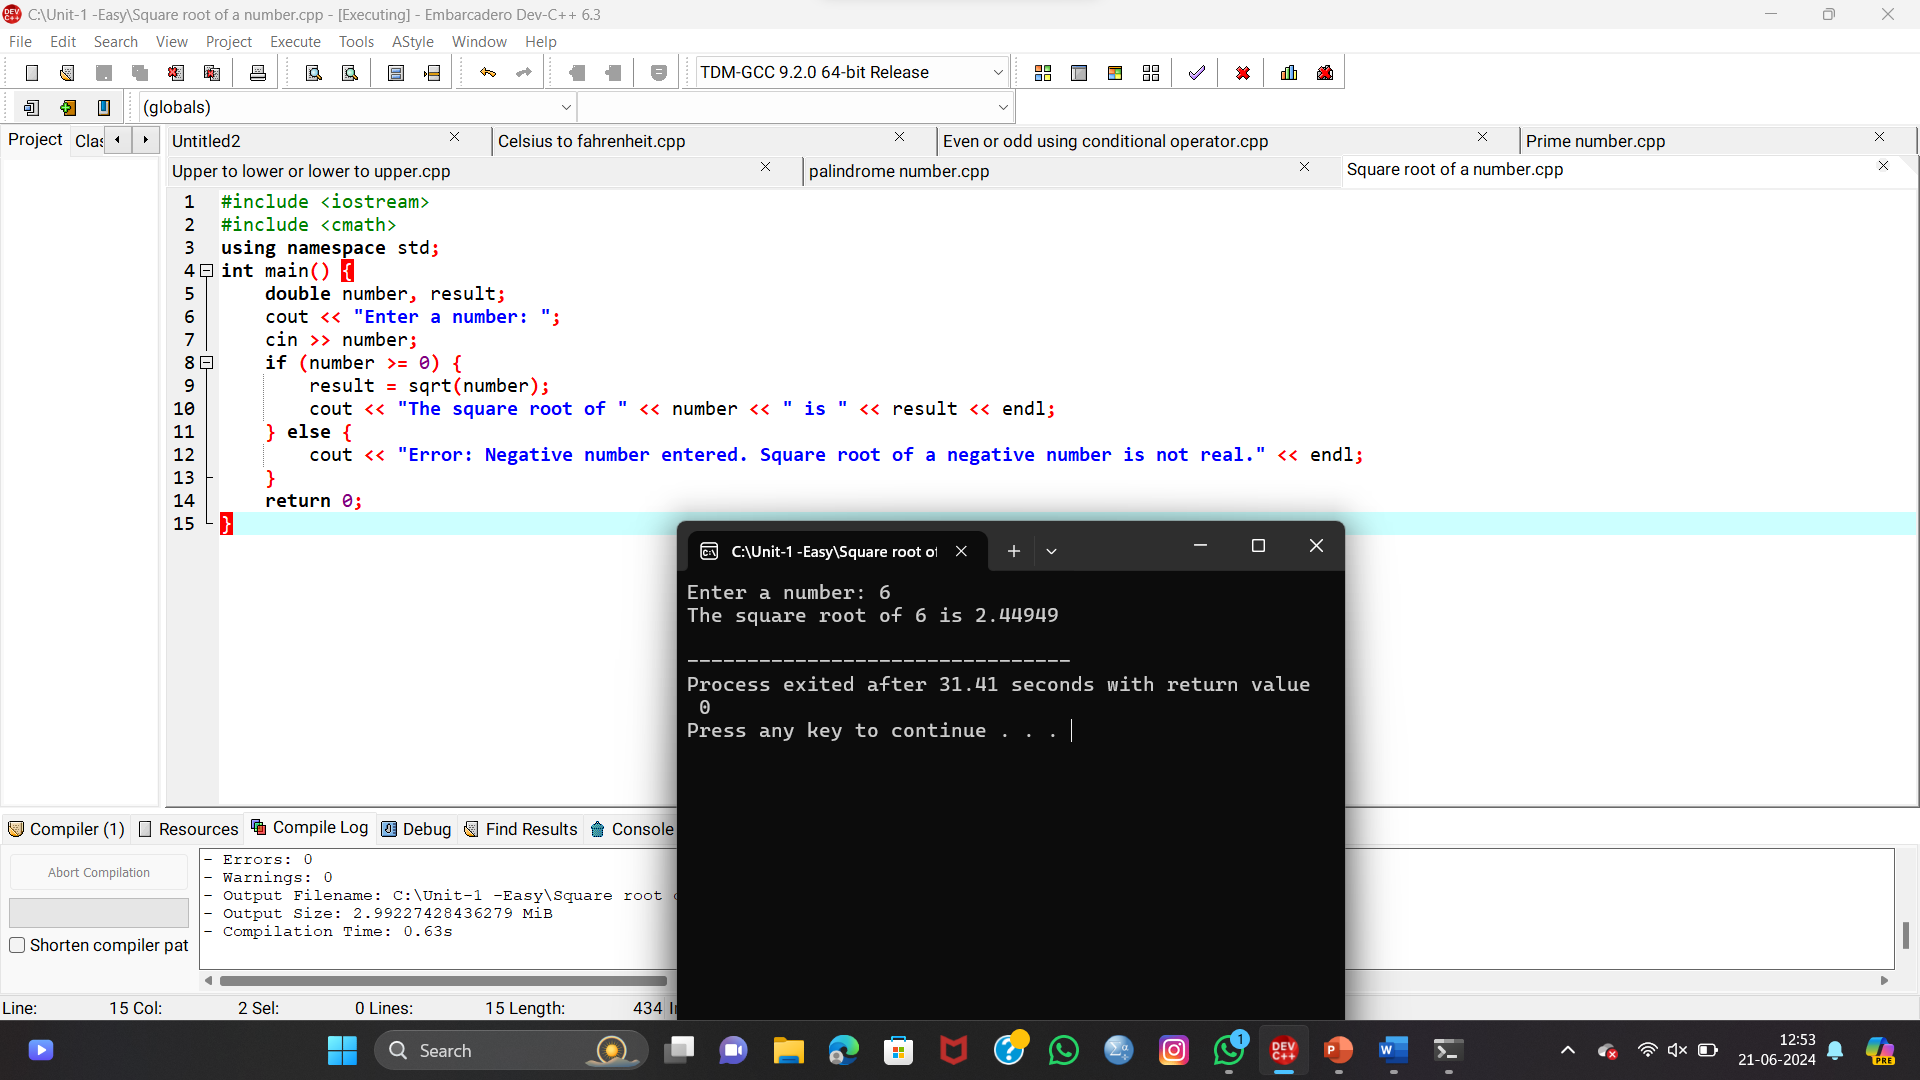 C:\Unit-1 -Easy\Square root of a number.cpp - [Executing] - Embarcadero Dev-C++ 6.3
File Edit Search View Project Execute Tools AStyle Window Help
TDM-GCC 9.2.0 64-bit Release
(globals)
Project Clas
Untitled2 Celsius to fahrenheit.cpp Even or odd using conditional operator.cpp Prime number.cpp
Upper to lower or lower to upper.cpp palindrome number.cpp Square root of a number.cpp
1 #include <iostream>
2 #include <cmath>
3 using namespace std;
4 int main() {
5 double number, result;
6 cout << "Enter a number: ";
7 cin >> number;
8 if (number >= 0) {
9 result = sqrt(number);
10 cout << "The square root of " << number << " is " << result << endl;
11 } else {
12 cout << "Error: Negative number entered. Square root of a negative number is not real." << endl;
13 }
14 return 0;
15 }
C:\Unit-1 -Easy\Square root of
Enter a number: 6
The square root of 6 is 2.44949
--------------------------------
Process exited after 31.41 seconds with return value
0
Press any key to continue . . .
Compiler (1) Resources Compile Log Debug Find Results Console
Abort Compilation
Shorten compiler pat
- Errors: 0
- Warnings: 0
- Output Filename: C:\Unit-1 -Easy\Square root
- Output Size: 2.99227428436279 MiB
- Compilation Time: 0.63s
Line: 15 Col: 2 Sel: 0 Lines: 15 Length: 434
Search
1
DEV C++
P
W
12:53
21-06-2024
PRE